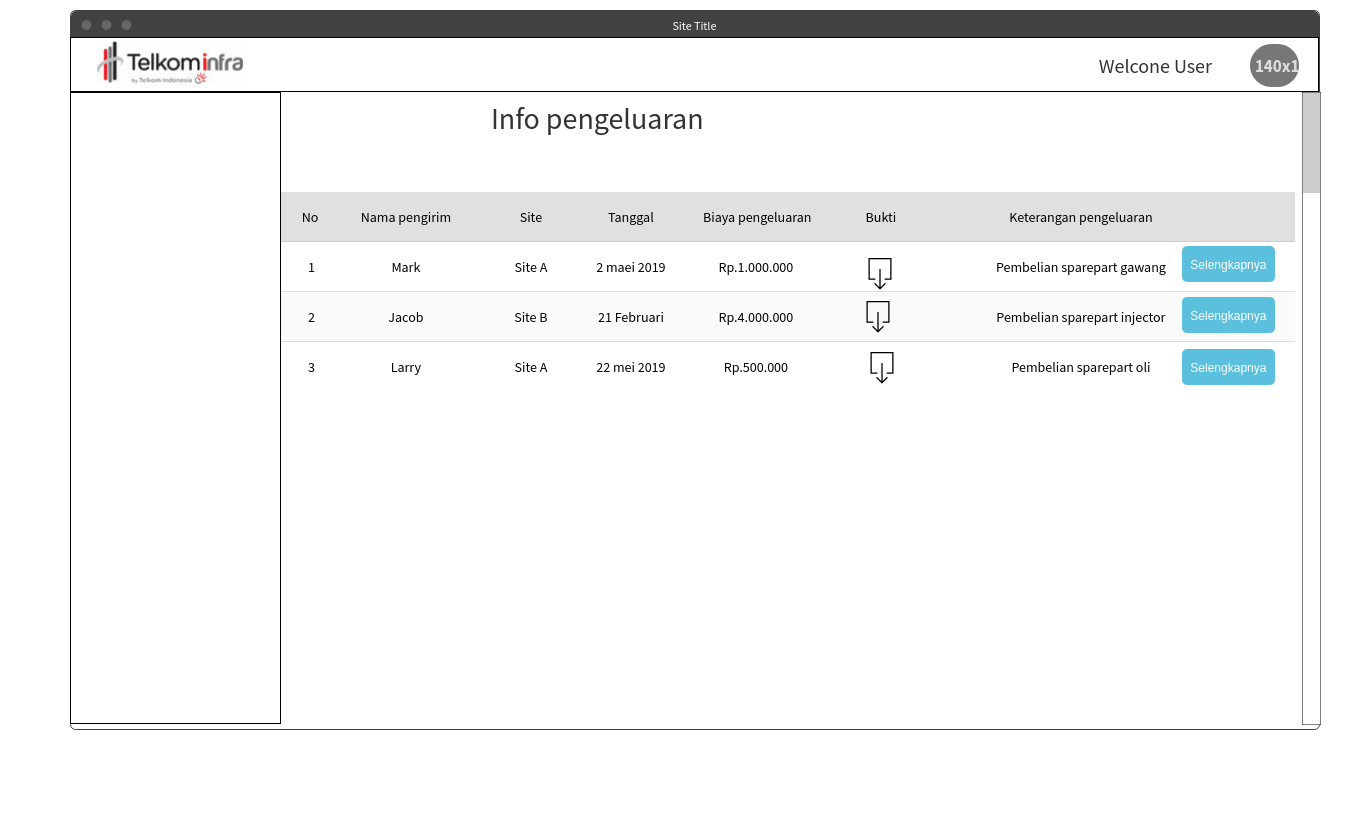 Site Title
Telkominfra
by Telkom Indonesia
Welcone User
140x1
Info pengeluaran
No Nama pengirim Site Tanggal Biaya pengeluaran Bukti Keterangan pengeluaran
1 Mark Site A 2 maei 2019 Rp.1.000.000 Pembelian sparepart gawang Selengkapnya
2 Jacob Site B 21 Februari Rp.4.000.000 Pembelian sparepart injector Selengkapnya
3 Larry Site A 22 mei 2019 Rp.500.000 Pembelian sparepart oli Selengkapnya